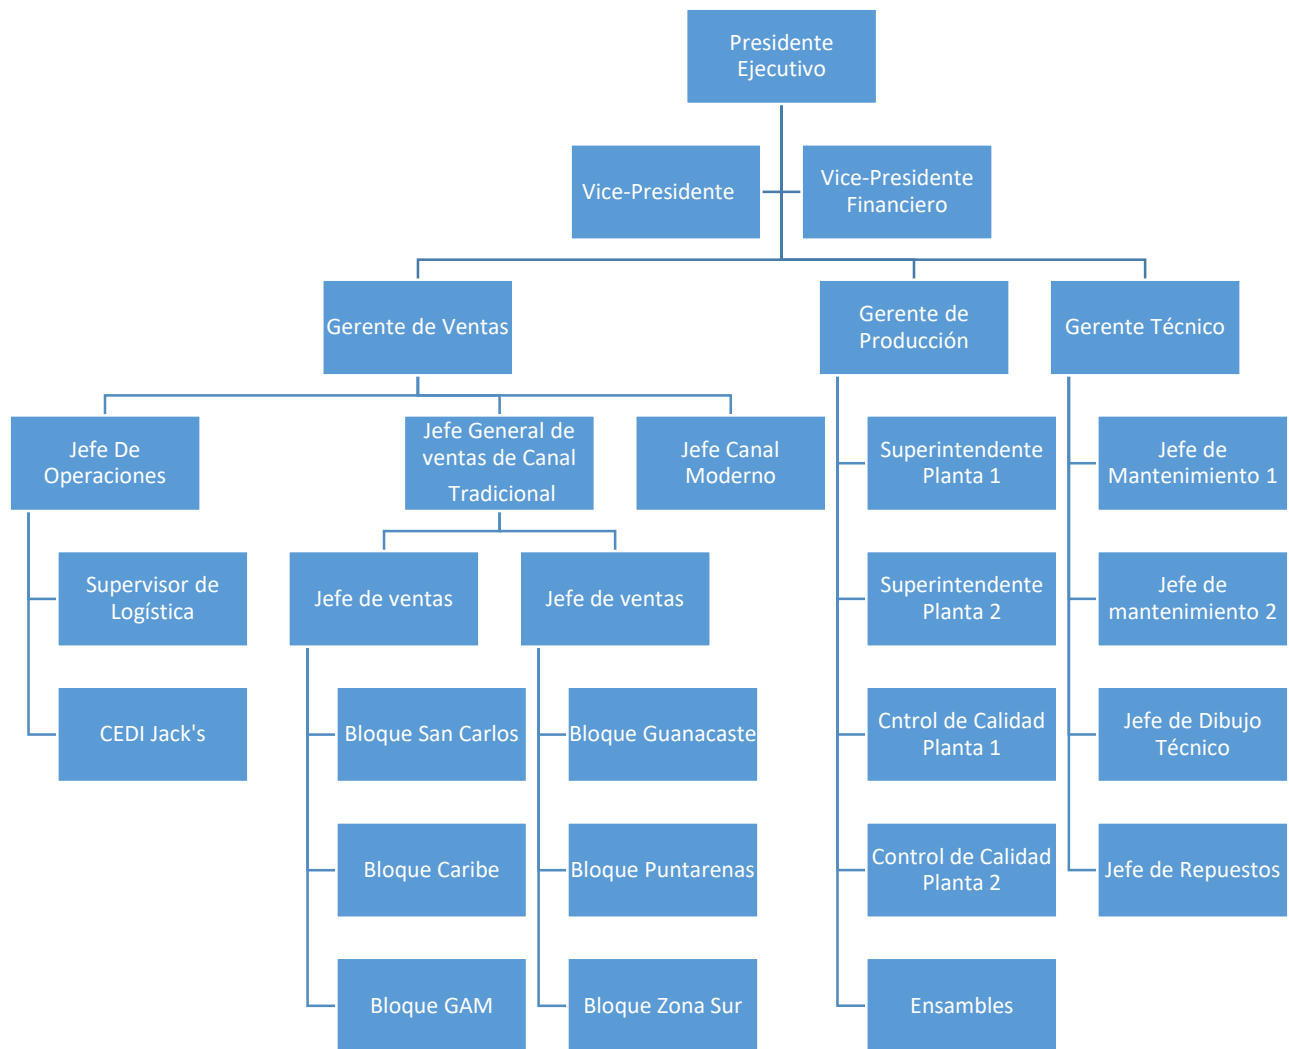 Presidente
Ejecutivo
Vice-Presidente
Vice-Presidente
Financiero
Gerente de Ventas
Gerente de
Producción
Gerente Técnico
Jefe De
Operaciones
Jefe General de
ventas de Canal
Tradicional
Jefe Canal
Moderno
Superintendente
Planta 1
Jefe de
Mantenimiento 1
Supervisor de
Logística
Jefe de ventas
Jefe de ventas
Superintendente
Planta 2
Jefe de
mantenimiento 2
CEDI Jack's
Bloque San Carlos
Bloque Guanacaste
Cntrol de Calidad
Planta 1
Jefe de Dibujo
Técnico
Bloque Caribe
Bloque Puntarenas
Control de Calidad
Planta 2
Jefe de Repuestos
Bloque GAM
Bloque Zona Sur
Ensambles